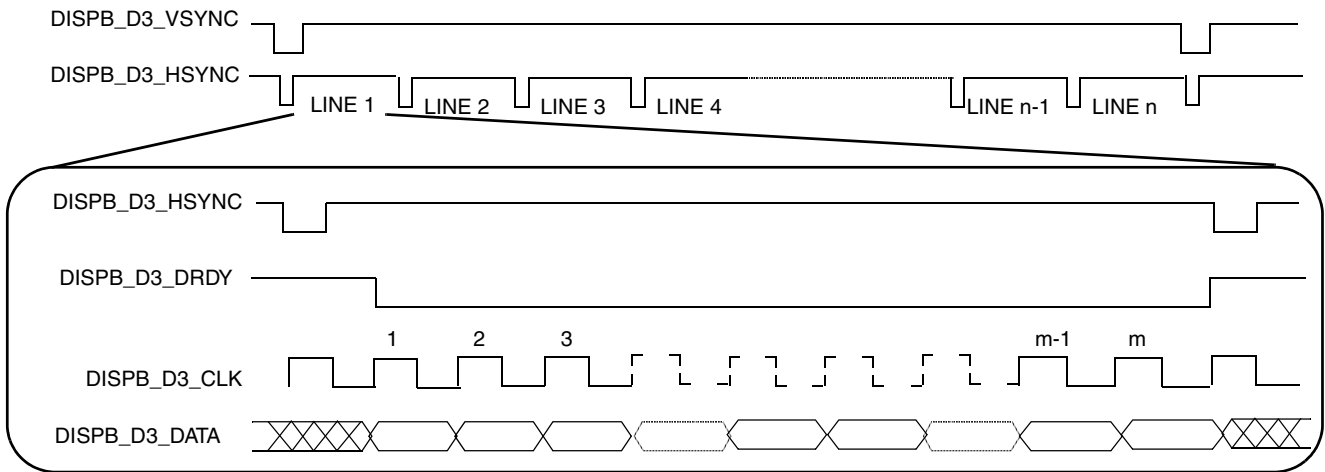 DISPB_D3_VSYNC
DISPB_D3_HSYNC
LINE 1 LINE 2 LINE 3 LINE 4 LINE n-1 LINE n
DISPB_D3_HSYNC
DISPB_D3_DRDY
1 2 3 m-1 m
DISPB_D3_CLK
DISPB_D3_DATA